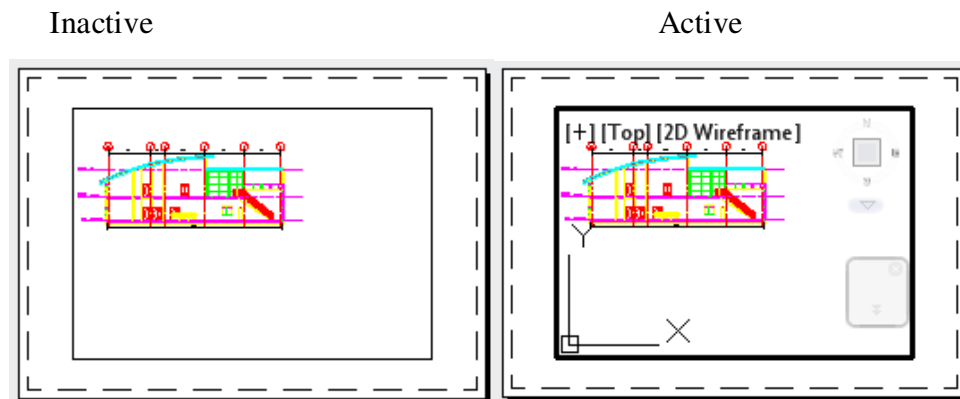 Inactive
Active
[+] [Top] [2D Wireframe]
N
Y
X